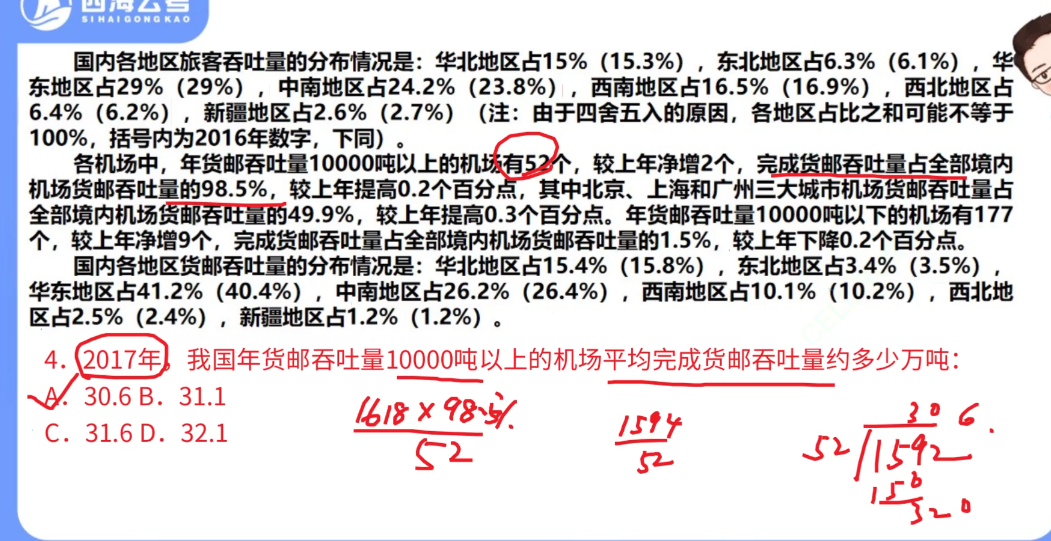 四海公考
SIHAIGONGKAO
国内各地区旅客吞吐量的分布情况是：华北地区占15%（15.3%），东北地区占6.3%（6.1%），华
东地区占29%（29%），中南地区占24.2%（23.8%），西南地区占16.5%（16.9%），西北地区占
6.4%（6.2%），新疆地区占2.6%（2.7%）（注：由于四舍五入的原因，各地区占比之和可能不等于
100%，括号内为2016年数字，下同）。
各机场中，年货邮吞吐量10000吨以上的机场有52个，较上年净增2个，完成货邮吞吐量占全部境内
机场货邮吞吐量的98.5%，较上年提高0.2个百分点，其中北京、上海和广州三大城市机场货邮吞吐量占
全部境内机场货邮吞吐量的49.9%，较上年提高0.3个百分点。年货邮吞吐量10000吨以下的机场有177
个，较上年净增9个，完成货邮吞吐量占全部境内机场货邮吞吐量的1.5%，较上年下降0.2个百分点。
国内各地区货邮吞吐量的分布情况是：华北地区占15.4%（15.8%），东北地区占3.4%（3.5%），
华东地区占41.2%（40.4%），中南地区占26.2%（26.4%），西南地区占10.1%（10.2%），西北地
区占2.5%（2.4%），新疆地区占1.2%（1.2%）。
4．2017年，我国年货邮吞吐量10000吨以上的机场平均完成货邮吞吐量约多少万吨：
A．30.6 B．31.1
C．31.6 D．32.1
1618×98.5%
52
1594
52
30 6.
52 1592
156
320